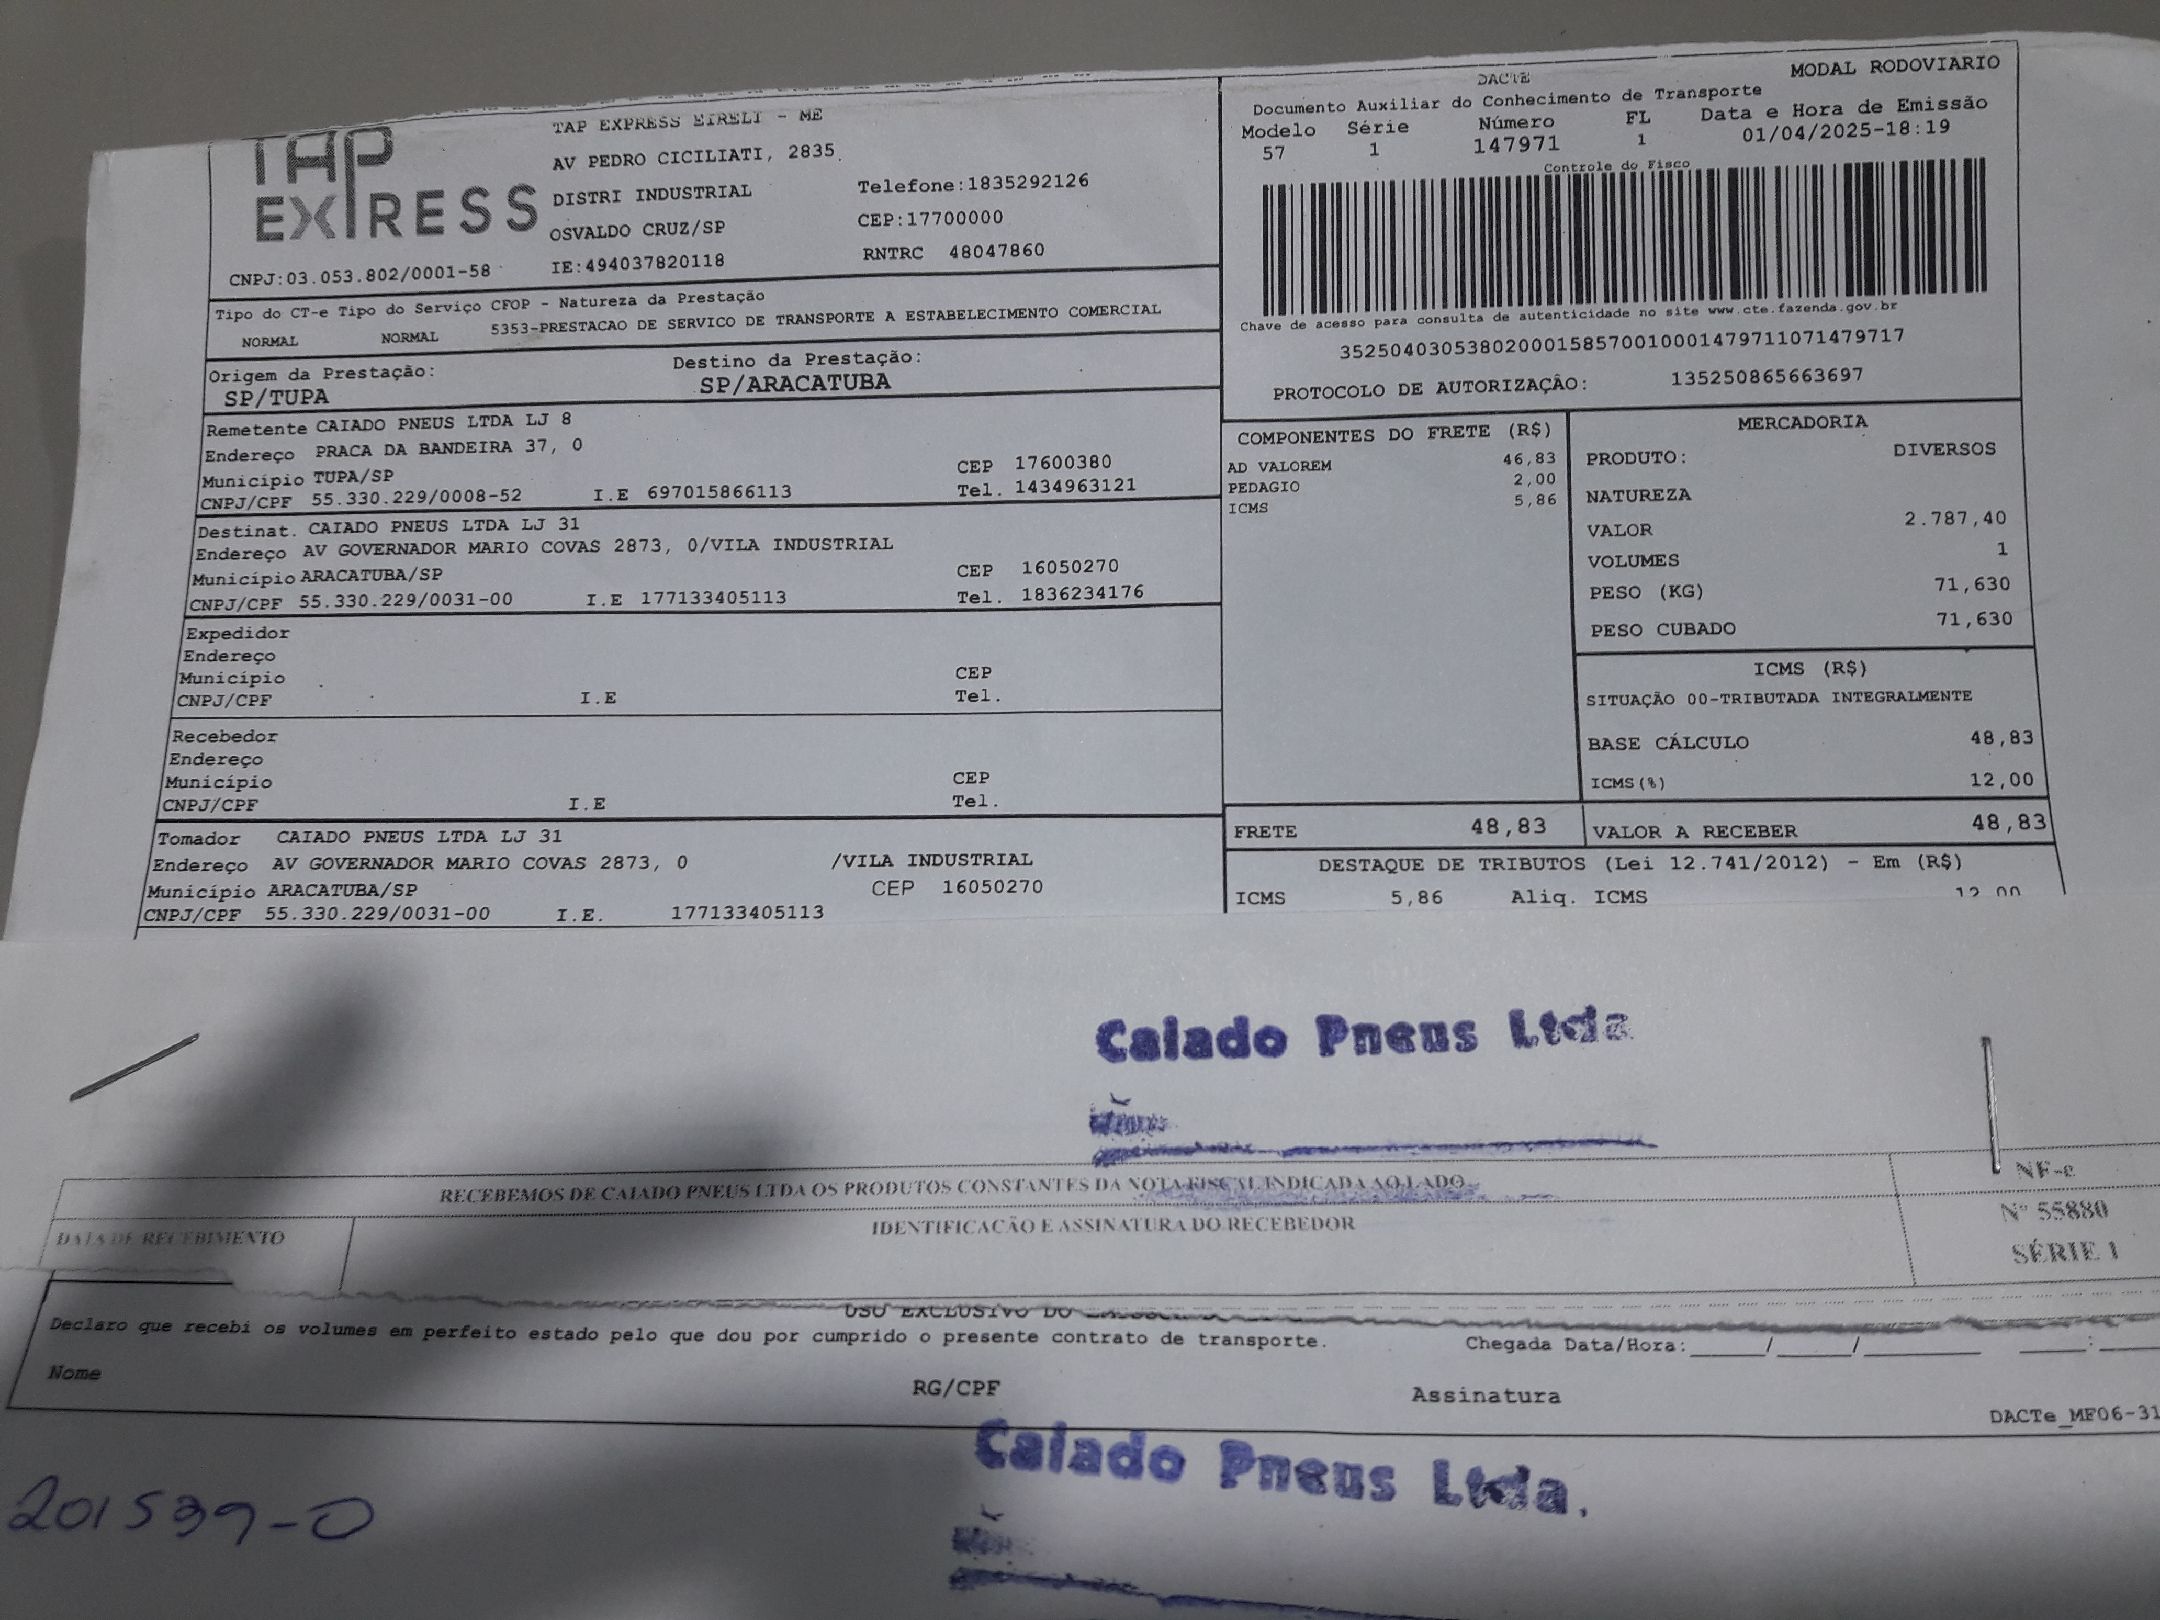 TAP EXPRESS
TAP EXPRESS EIRELI - ME
AV PEDRO CICILIATI, 2835
DISTRI INDUSTRIAL Telefone:1835292126
OSVALDO CRUZ/SP CEP:17700000
CNPJ:03.053.802/0001-58 IE:494037820118 RNTRC 48047860
DACTE MODAL RODOVIARIO
Documento Auxiliar do Conhecimento de Transporte
Modelo Série Número FL Data e Hora de Emissão
57 1 147971 1 01/04/2025-18:19
Controle do Fisco
Chave de acesso para consulta de autenticidade no site www.cte.fazenda.gov.br
35250403053802000158570010001479711071479717
PROTOCOLO DE AUTORIZAÇÃO: 135250865663697
Tipo do CT-e Tipo do Serviço CFOP - Natureza da Prestação
NORMAL NORMAL 5353-PRESTACAO DE SERVICO DE TRANSPORTE A ESTABELECIMENTO COMERCIAL
Origem da Prestação: Destino da Prestação:
SP/TUPA SP/ARACATUBA
Remetente CAIADO PNEUS LTDA LJ 8
Endereço PRACA DA BANDEIRA 37, 0
Município TUPA/SP CEP 17600380
CNPJ/CPF 55.330.229/0008-52 I.E 697015866113 Tel. 1434963121
Destinat. CAIADO PNEUS LTDA LJ 31
Endereço AV GOVERNADOR MARIO COVAS 2873, 0/VILA INDUSTRIAL
Município ARACATUBA/SP CEP 16050270
CNPJ/CPF 55.330.229/0031-00 I.E 177133405113 Tel. 1836234176
Expedidor
Endereço
Município CEP
CNPJ/CPF I.E Tel.
Recebedor
Endereço
Município CEP
CNPJ/CPF I.E Tel.
Tomador CAIADO PNEUS LTDA LJ 31
Endereço AV GOVERNADOR MARIO COVAS 2873, 0 /VILA INDUSTRIAL
Município ARACATUBA/SP CEP 16050270
CNPJ/CPF 55.330.229/0031-00 I.E. 177133405113
COMPONENTES DO FRETE (R$)
AD VALOREM 46,83
PEDAGIO 2,00
ICMS 5,86
MERCADORIA
PRODUTO: DIVERSOS
NATUREZA
VALOR 2.787,40
VOLUMES 1
PESO (KG) 71,630
PESO CUBADO 71,630
ICMS (R$)
SITUAÇÃO 00-TRIBUTADA INTEGRALMENTE
BASE CÁLCULO 48,83
ICMS(%) 12,00
FRETE 48,83 VALOR A RECEBER 48,83
DESTAQUE DE TRIBUTOS (Lei 12.741/2012) - Em (R$)
ICMS 5,86 Aliq. ICMS 12,00
Caiado Pneus Ltda
RECEBEMOS DE CAIADO PNEUS LTDA OS PRODUTOS CONSTANTES DA NOTA FISCAL INDICADA AO LADO
DATA DE RECEBIMENTO IDENTIFICACÃO E ASSINATURA DO RECEBEDOR
NF-e
Nº 55880
SÉRIE 1
USO EXCLUSIVO DO
Declaro que recebi os volumes em perfeito estado pelo que dou por cumprido o presente contrato de transporte. Chegada Data/Hora:_____/_____/________ _____:____
Nome RG/CPF Assinatura
DACTe_MF06-31
Caiado Pneus Ltda.
201539-0